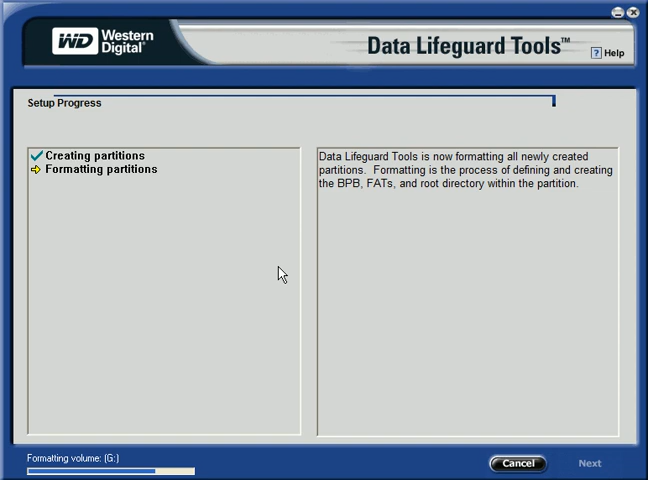 WD Western Digital®
Data Lifeguard Tools™
? Help
Setup Progress
Creating partitions
Formatting partitions
Data Lifeguard Tools is now formatting all newly created
partitions. Formatting is the process of defining and creating
the BPB, FATs, and root directory within the partition.
Formatting volume: (G:)
Cancel
Next